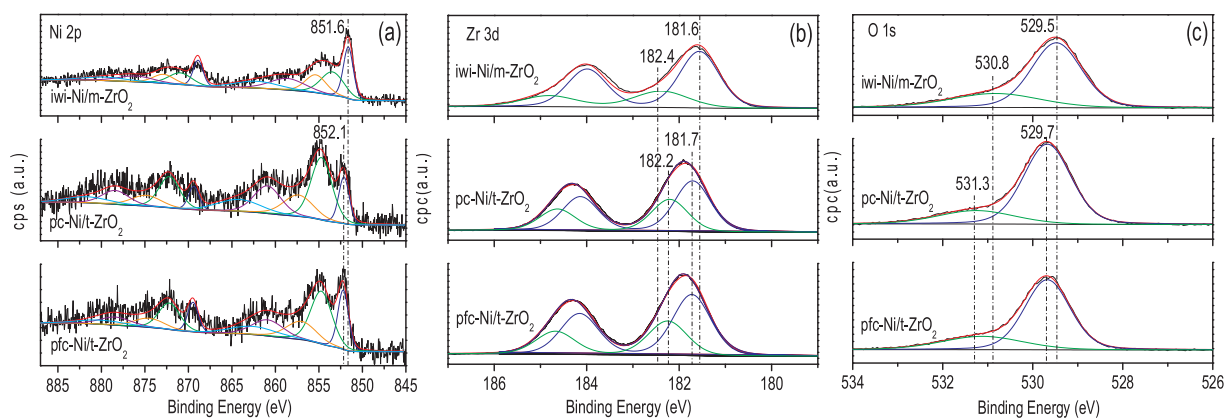 Ni 2p
(a)
851.6
iwi-Ni/m-ZrO2
852.1
pc-Ni/t-ZrO2
pfc-Ni/t-ZrO2
cps (a.u.)
885 880 875 870 865 860 855 850 845
Binding Energy (eV)
Zr 3d
(b)
181.6
182.4
iwi-Ni/m-ZrO2
181.7
182.2
pc-Ni/t-ZrO2
pfc-Ni/t-ZrO2
cpc(a.u.)
186 184 182 180
Binding Energy (eV)
O 1s
(c)
529.5
530.8
iwi-Ni/m-ZrO2
529.7
531.3
pc-Ni/t-ZrO2
pfc-Ni/t-ZrO2
cpc(a.u.)
534 532 530 528 526
Binding Energy (eV)